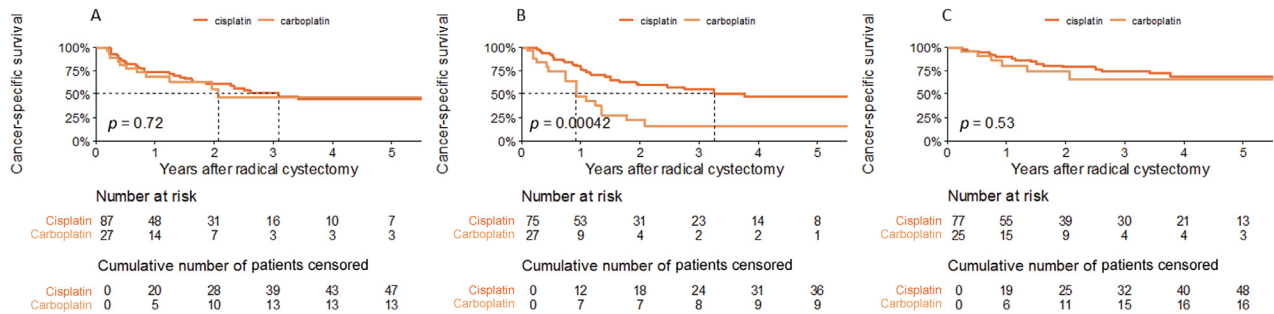 A
cisplatin carboplatin
Cancer-specific survival
100%
75%
50%
25%
0%
p = 0.72
0 1 2 3 4 5
Years after radical cystectomy
Number at risk
Cisplatin 87 48 31 16 10 7
Carboplatin 27 14 7 3 3 3
Cumulative number of patients censored
Cisplatin 0 20 28 39 43 47
Carboplatin 0 5 10 13 13 13
B
cisplatin carboplatin
Cancer-specific survival
100%
75%
50%
25%
0%
p = 0.00042
0 1 2 3 4 5
Years after radical cystectomy
Number at risk
Cisplatin 75 53 31 23 14 8
Carboplatin 27 9 4 2 2 1
Cumulative number of patients censored
Cisplatin 0 12 18 24 31 36
Carboplatin 0 7 7 8 9 9
C
cisplatin carboplatin
Cancer-specific survival
100%
75%
50%
25%
0%
p = 0.53
0 1 2 3 4 5
Years after radical cystectomy
Number at risk
Cisplatin 77 55 39 30 21 13
Carboplatin 25 15 9 4 4 3
Cumulative number of patients censored
Cisplatin 0 19 25 32 40 48
Carboplatin 0 6 11 15 16 16